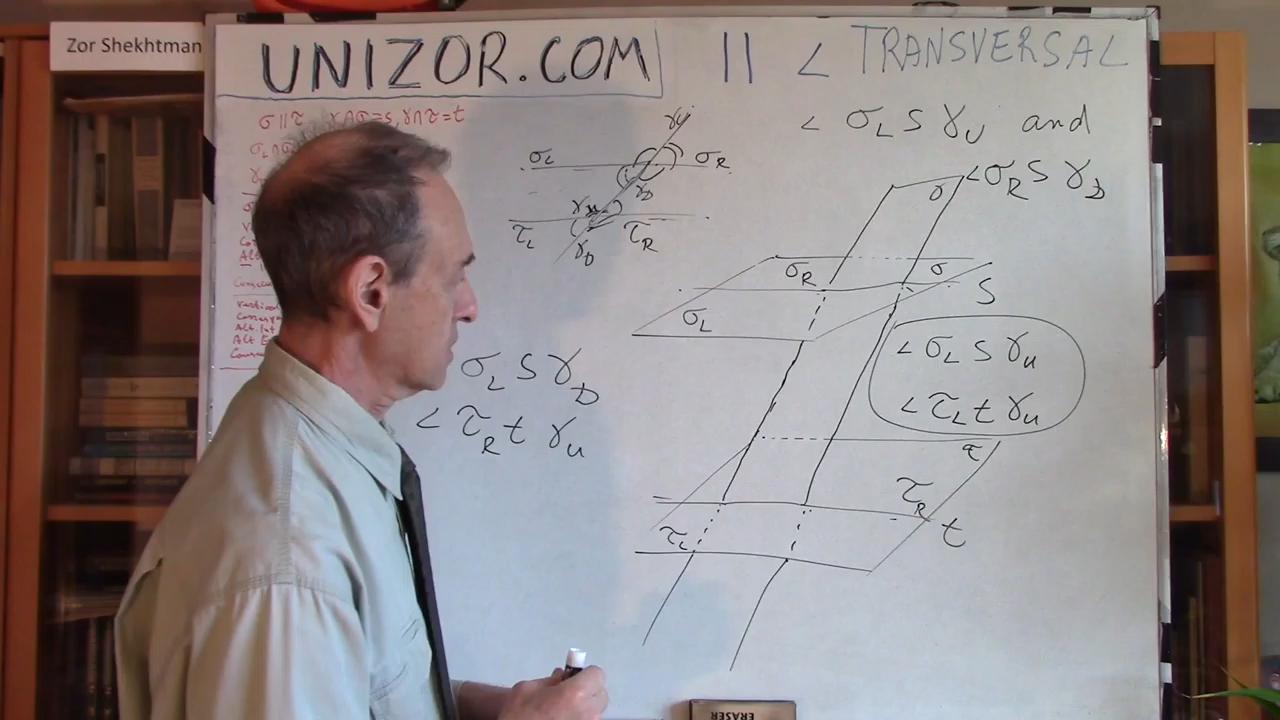 Zor Shekhtman
UNIZOR.COM
|| ∠ TRANSVERSAL
σ || τ γ∩σ=s, γ∩τ=t
∠ σL s γU and
∠ σR s γD
σL γU σR
γD
γU
τL τR
γD
σ
σR σ
s
σL
∠ σL s γU
∠ τL t γU
σL s γD
∠ τR t γU
τ
τR
t
τL
ERASER